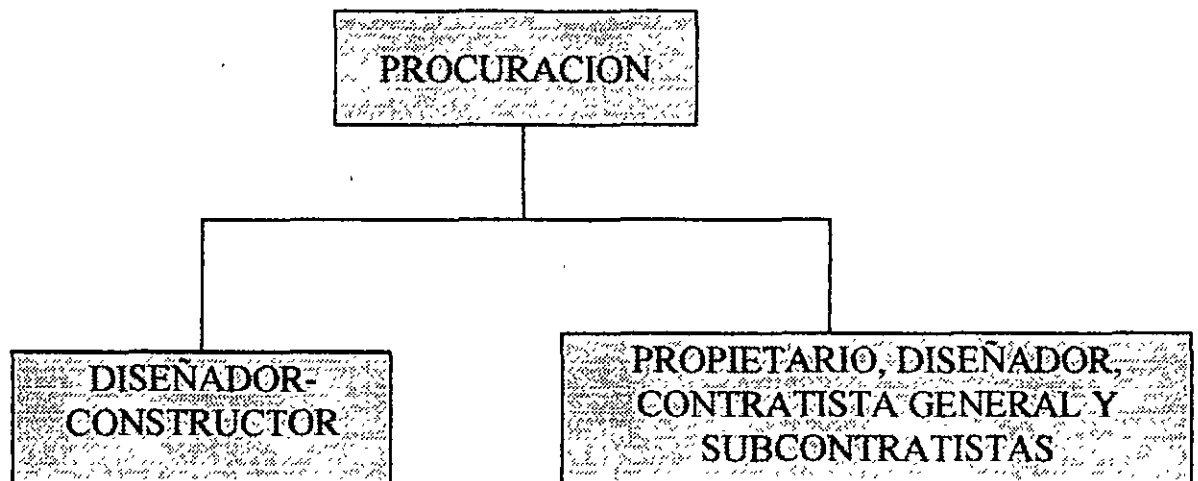 PROCURACION
DISEÑADOR-
CONSTRUCTOR
PROPIETARIO, DISEÑADOR,
CONTRATISTA GENERAL Y
SUBCONTRATISTAS